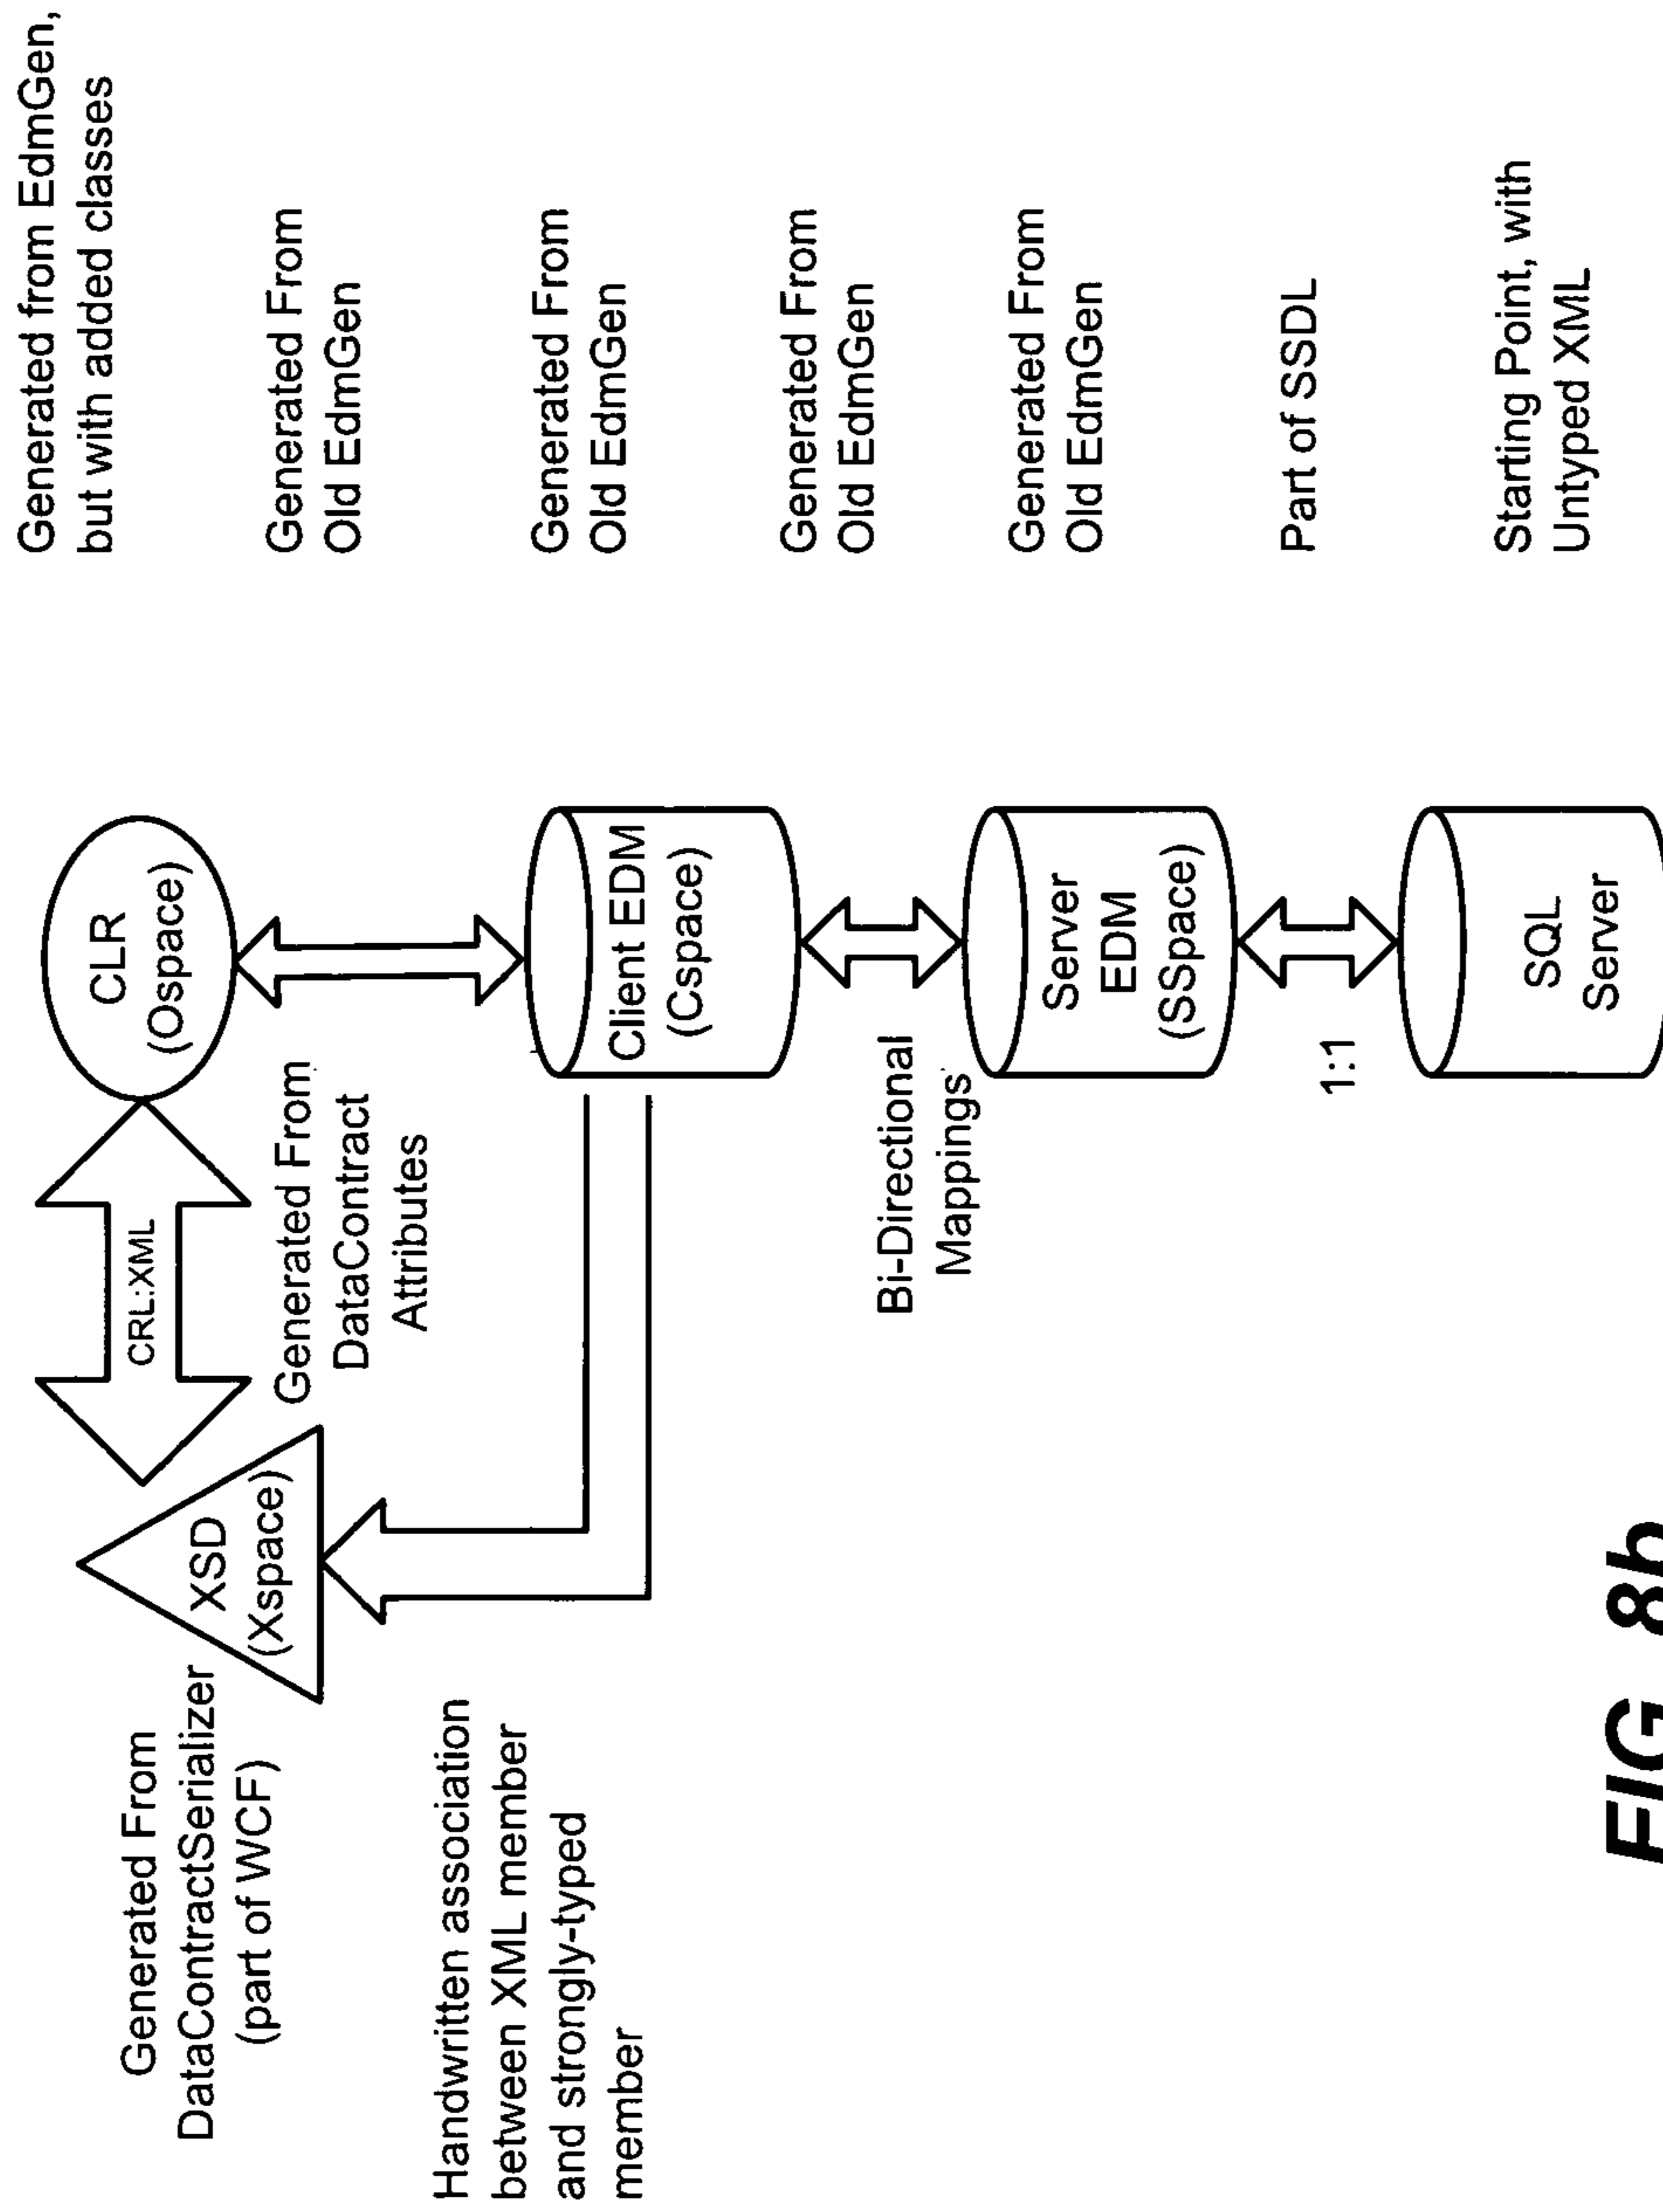 Generated From
DataContractSerializer
(part of WCF)
XSD
(Xspace)
CRL:XML
CLR
(Ospace)
Generated from EdmGen,
but with added classes
Generated From
DataContract
Attributes
Generated From
Old EdmGen
Handwritten association
between XML member
and strongly-typed
member
Client EDM
(Cspace)
Generated From
Old EdmGen
Bi-Directional
Mappings
Generated From
Old EdmGen
Server
EDM
(SSpace)
Generated From
Old EdmGen
1:1
Part of SSDL
SQL
Server
Starting Point, with
Untyped XML
FIG 8b